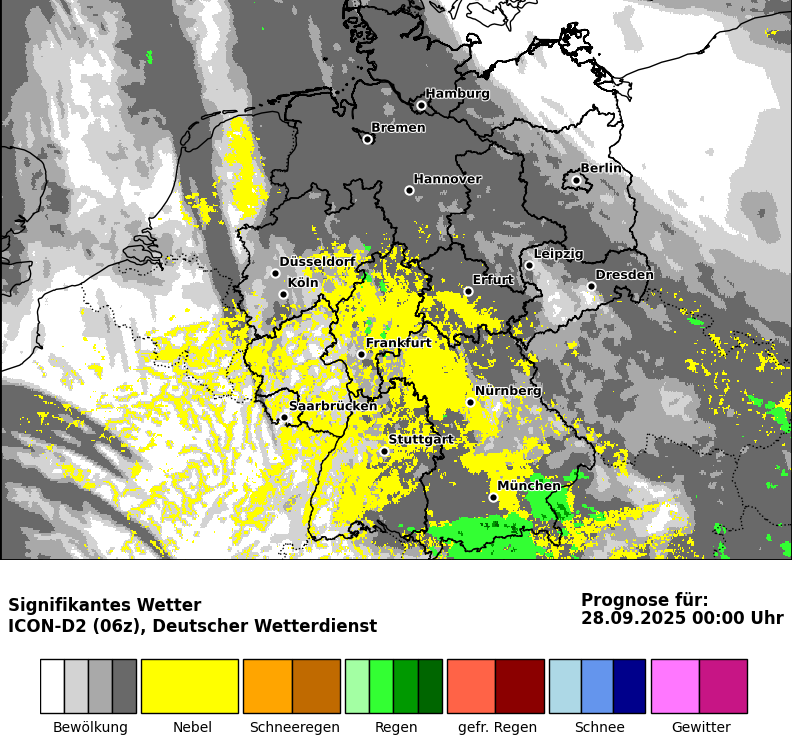 Hamburg
Bremen
Berlin
Hannover
Leipzig
Düsseldorf
Dresden
Köln
Erfurt
Frankfurt
Nürnberg
Saarbrücken
Stuttgart
München
Signifikantes Wetter
ICON-D2 (06z), Deutscher Wetterdienst
Prognose für:
28.09.2025 00:00 Uhr
Bewölkung Nebel Schneeregen Regen gefr. Regen Schnee Gewitter